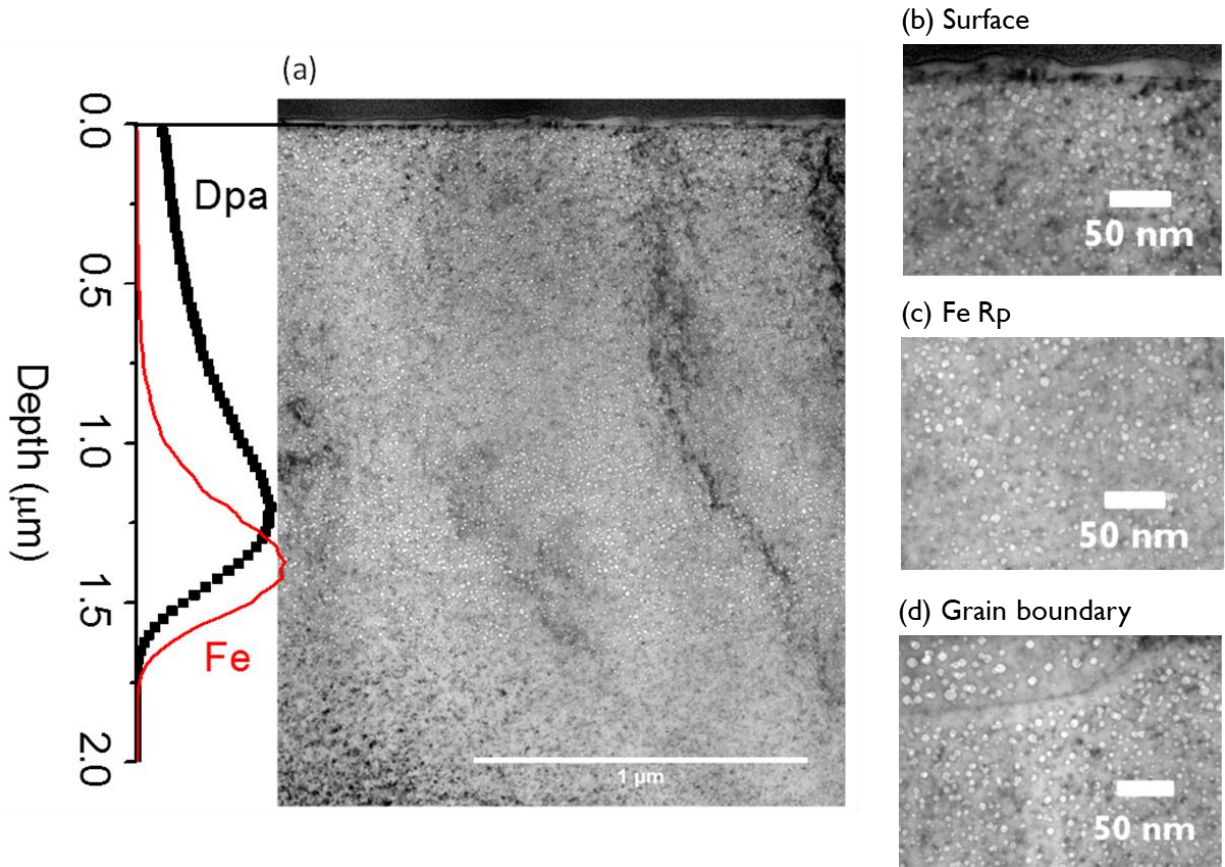 (a)
0.0
0.5
1.0
1.5
2.0
Depth (μm)
Dpa
Fe
1 μm
(b) Surface
50 nm
(c) Fe Rp
50 nm
(d) Grain boundary
50 nm